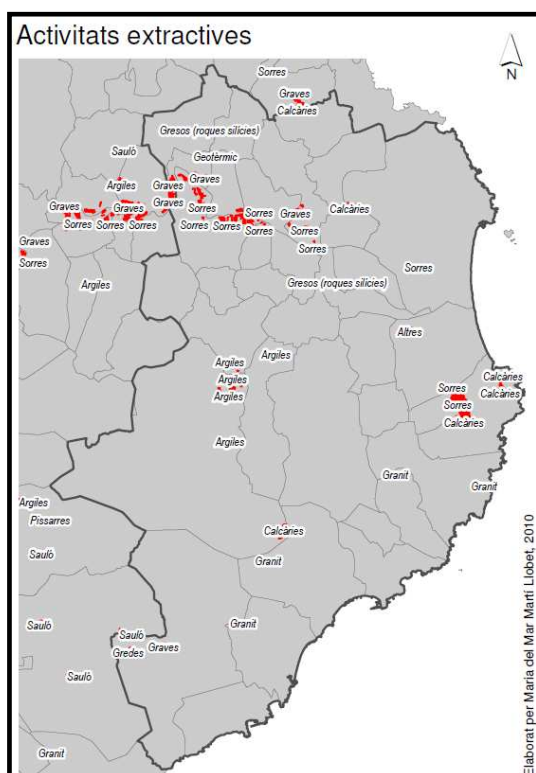 Activitats extractives
N
Sorres
Graves
Calcàries
Gresos (roques silícies)
Saulò
Geotèrmic
Argiles
Graves
Graves
Graves
Graves
Graves
Sorres
Graves
Calcàries
Sorres
Sorres
Sorres
Sorres
Sorres
Sorres
Sorres
Sorres
Graves
Sorres
Sorres
Argiles
Gresos (roques silícies)
Altres
Argiles
Argiles
Argiles
Argiles
Calcàries
Calcàries
Sorres
Sorres
Calcàries
Argiles
Granit
Granit
Argiles
Pissarres
Saulò
Calcàries
Granit
Saulò
Granit
Saulò
Graves
Gredes
Saulò
Granit
Elaborat per Maria del Mar Martí Llobet, 2010